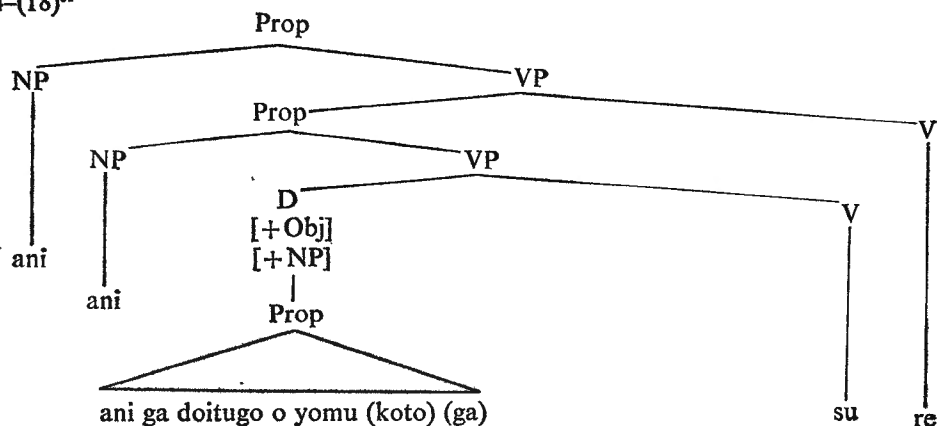 –(18)
Prop
NP VP
Prop V
NP VP
D V
[+Obj]
[+NP]
ani
ani
Prop
ani ga doitugo o yomu (koto) (ga) su re